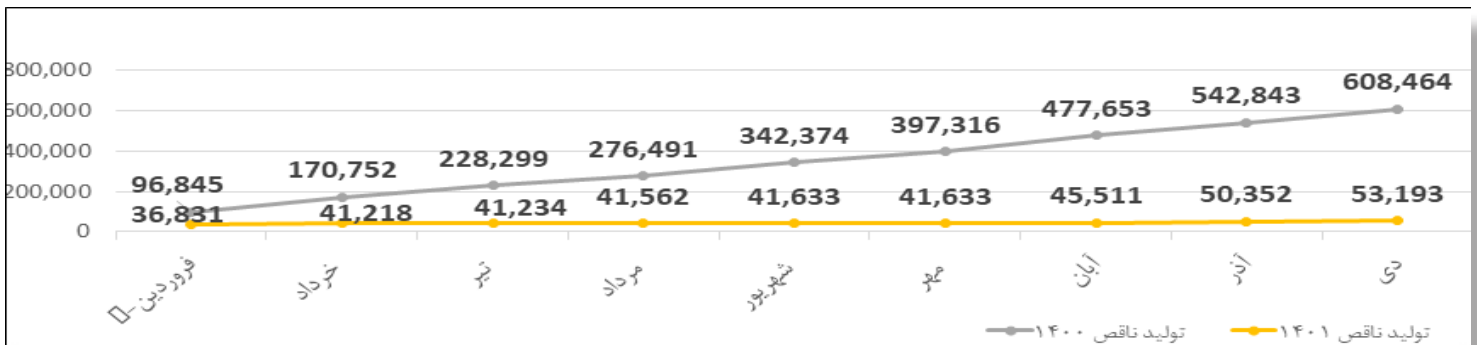 800,000
600,000
400,000
200,000
0
96,845 170,752 228,299 276,491 342,374 397,316 477,653 542,843 608,464
36,831 41,218 41,234 41,562 41,633 41,633 45,511 50,352 53,193
فروردین- خرداد تیر مرداد شهریور مهر آبان آذر دی
تولید ناقص ۱۴۰۰ تولید ناقص ۱۴۰۱